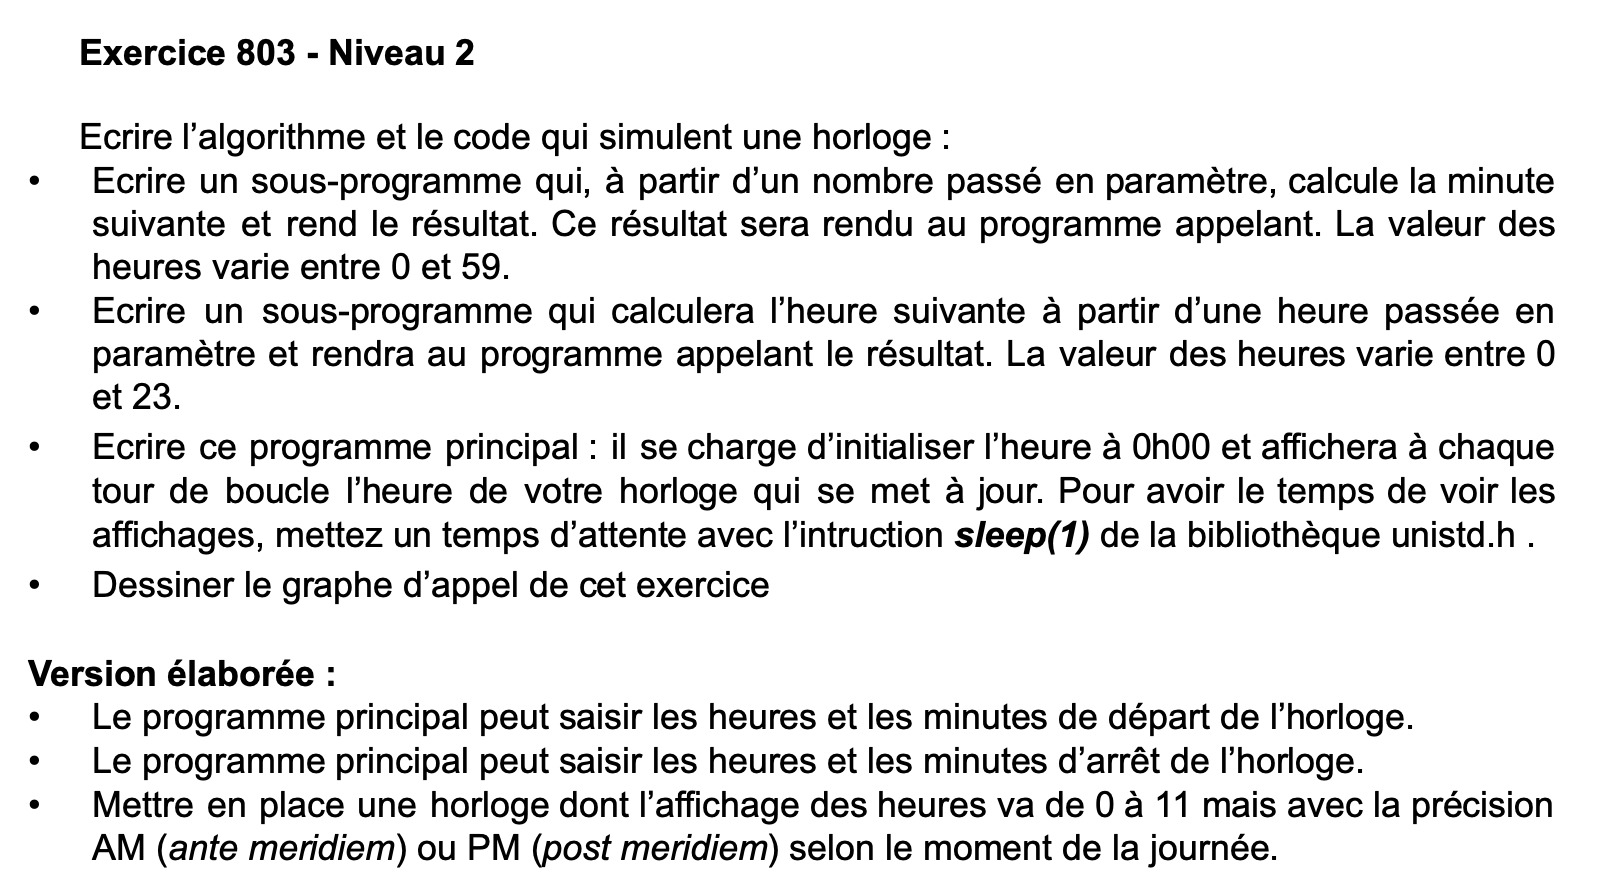 Exercice 803 - Niveau 2
Ecrire l’algorithme et le code qui simulent une horloge :
• Ecrire un sous-programme qui, à partir d’un nombre passé en paramètre, calcule la minute
suivante et rend le résultat. Ce résultat sera rendu au programme appelant. La valeur des
heures varie entre 0 et 59.
• Ecrire un sous-programme qui calculera l’heure suivante à partir d’une heure passée en
paramètre et rendra au programme appelant le résultat. La valeur des heures varie entre 0
et 23.
• Ecrire ce programme principal : il se charge d’initialiser l’heure à 0h00 et affichera à chaque
tour de boucle l’heure de votre horloge qui se met à jour. Pour avoir le temps de voir les
affichages, mettez un temps d’attente avec l’intruction sleep(1) de la bibliothèque unistd.h .
• Dessiner le graphe d’appel de cet exercice
Version élaborée :
• Le programme principal peut saisir les heures et les minutes de départ de l’horloge.
• Le programme principal peut saisir les heures et les minutes d’arrêt de l’horloge.
• Mettre en place une horloge dont l’affichage des heures va de 0 à 11 mais avec la précision
AM (ante meridiem) ou PM (post meridiem) selon le moment de la journée.